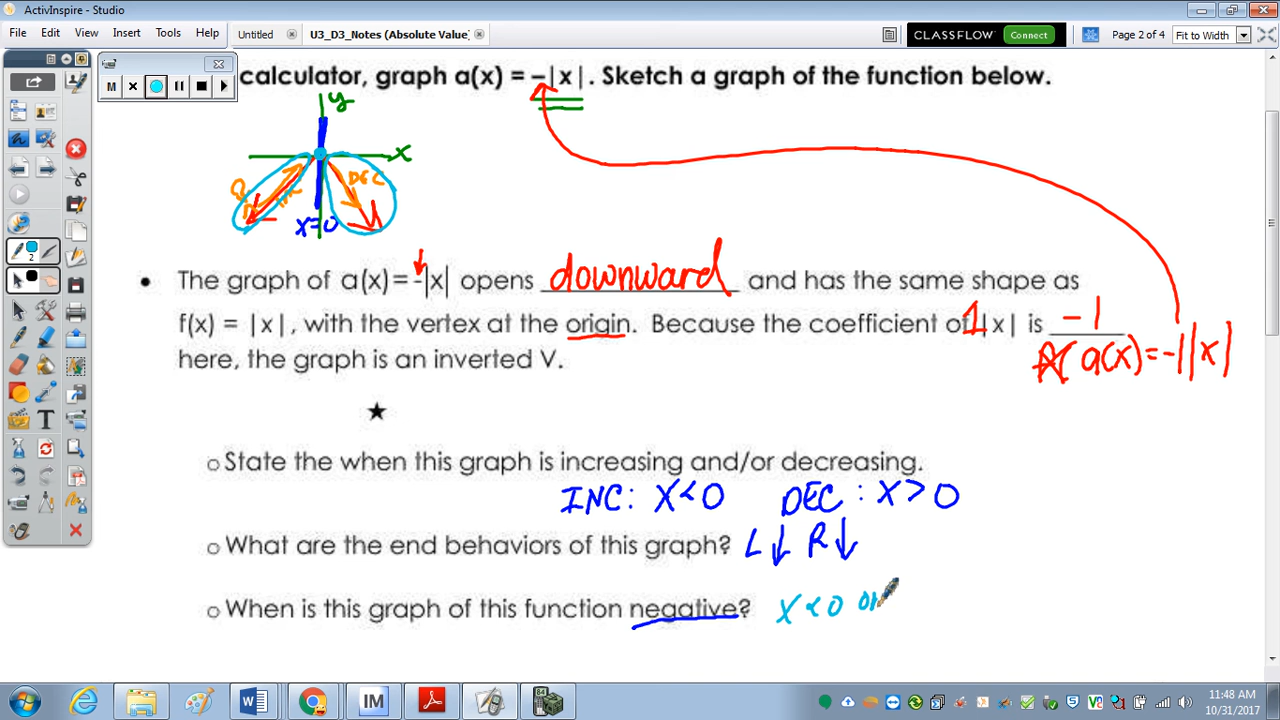 ActivInspire - Studio
File Edit View Insert Tools Help Untitled U3_D3_Notes (Absolute Value) CLASSFLOW Connect Page 2 of 4 Fit to Width
M
calculator, graph a(x) = -|x|. Sketch a graph of the function below.
y
x
DEC
x=0
The graph of a(x)= -|x| opens downward and has the same shape as
f(x) = |x|, with the vertex at the origin. Because the coefficient of 1|x| is -1
here, the graph is an inverted V.
a(x)=-1|x|
★
State the when this graph is increasing and/or decreasing.
INC: X<0 DEC: X>0
What are the end behaviors of this graph? L↓ R↓
When is this graph of this function negative? X<0 or
2
T
W IM 84
11:48 AM
10/31/2017